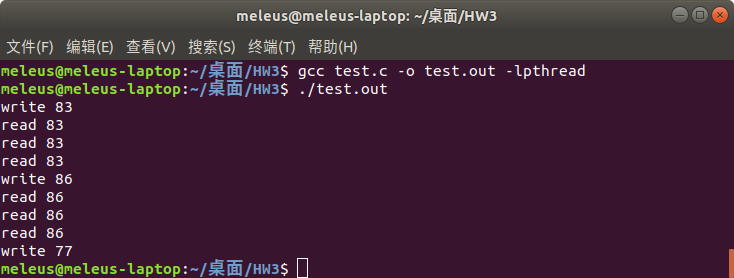 meleus@meleus-laptop: ~/桌面/HW3
文件(F) 编辑(E) 查看(V) 搜索(S) 终端(T) 帮助(H)
meleus@meleus-laptop:~/桌面/HW3$ gcc test.c -o test.out -lpthread
meleus@meleus-laptop:~/桌面/HW3$ ./test.out
write 83
read 83
read 83
read 83
write 86
read 86
read 86
read 86
write 77
meleus@meleus-laptop:~/桌面/HW3$